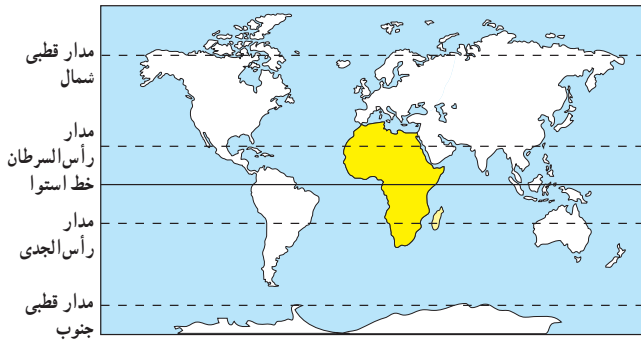 مدار قطبی
شمال
مدار
رأس‌السرطان
خط استوا
مدار
رأس‌الجدی
مدار قطبی
جنوب